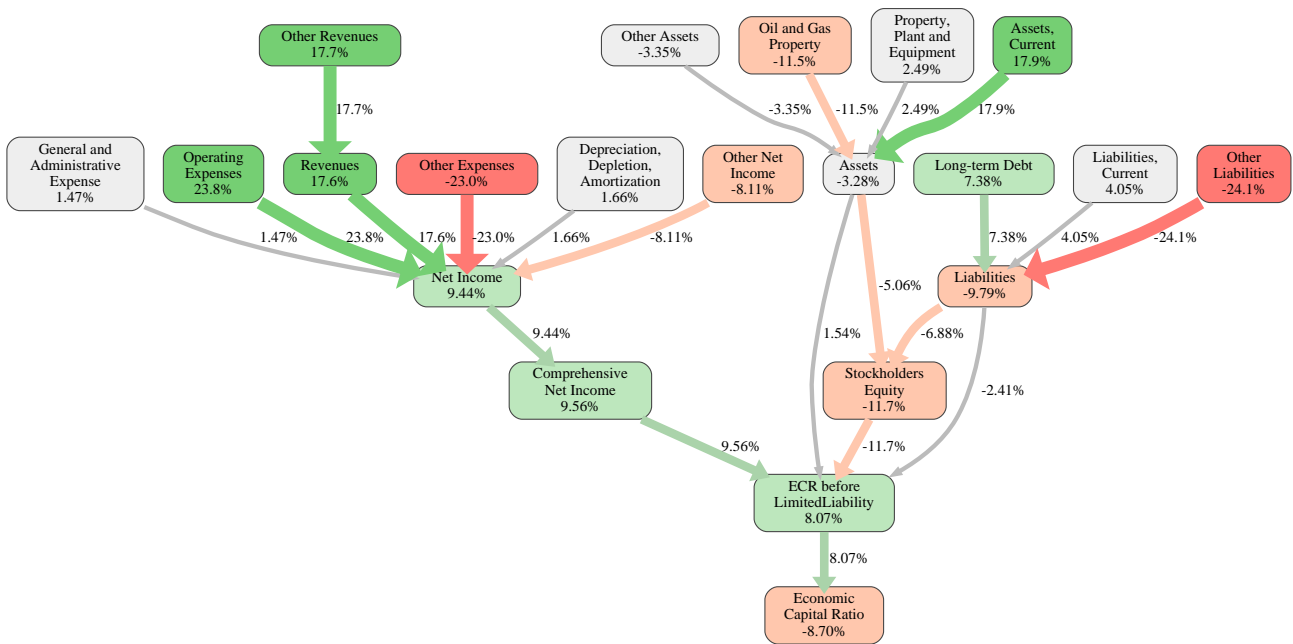 Other Revenues
17.7%
Other Assets
-3.35%
Oil and Gas
Property
-11.5%
Property,
Plant and
Equipment
2.49%
Assets,
Current
17.9%
17.7%
-3.35%
-11.5%
2.49%
17.9%
General and
Administrative
Expense
1.47%
Operating
Expenses
23.8%
Revenues
17.6%
Other Expenses
-23.0%
Depreciation,
Depletion,
Amortization
1.66%
Other Net
Income
-8.11%
Assets
-3.28%
Long-term Debt
7.38%
Liabilities,
Current
4.05%
Other
Liabilities
-24.1%
1.47%
23.8%
17.6%
-23.0%
1.66%
-8.11%
7.38%
4.05%
-24.1%
Net Income
9.44%
-5.06%
Liabilities
-9.79%
9.44%
1.54%
-6.88%
Comprehensive
Net Income
9.56%
Stockholders
Equity
-11.7%
-2.41%
9.56%
-11.7%
ECR before
LimitedLiability
8.07%
8.07%
Economic
Capital Ratio
-8.70%